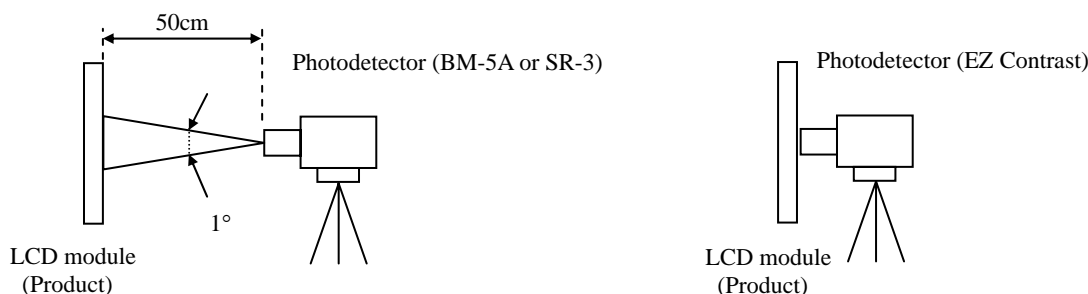 50cm
Photodetector (BM-5A or SR-3)
1°
LCD module
(Product)
Photodetector (EZ Contrast)
LCD module
(Product)